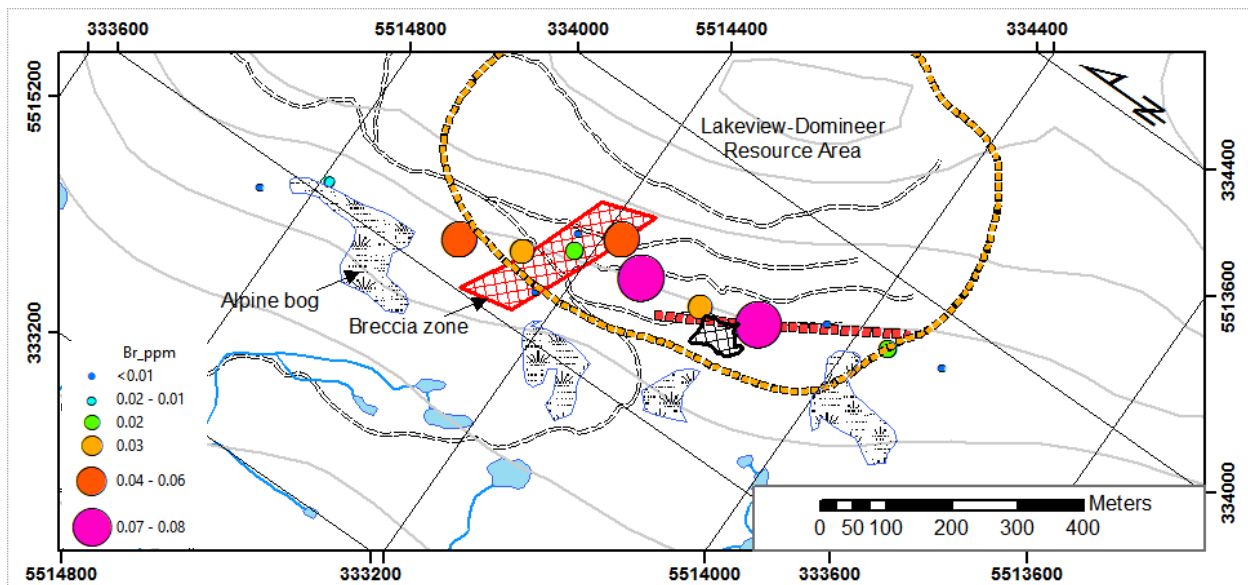 333600 5514800 334000 5514400 334400
5515200
N
Lakeview-Domineer
Resource Area
334400
Alpine bog
Breccia zone
5513600
333200
Br_ppm
<0.01
0.02 - 0.01
0.02
0.03
0.04 - 0.06
0.07 - 0.08
Meters
0 50 100 200 300 400
334000
5514800 333200 5514000 333600 5513600